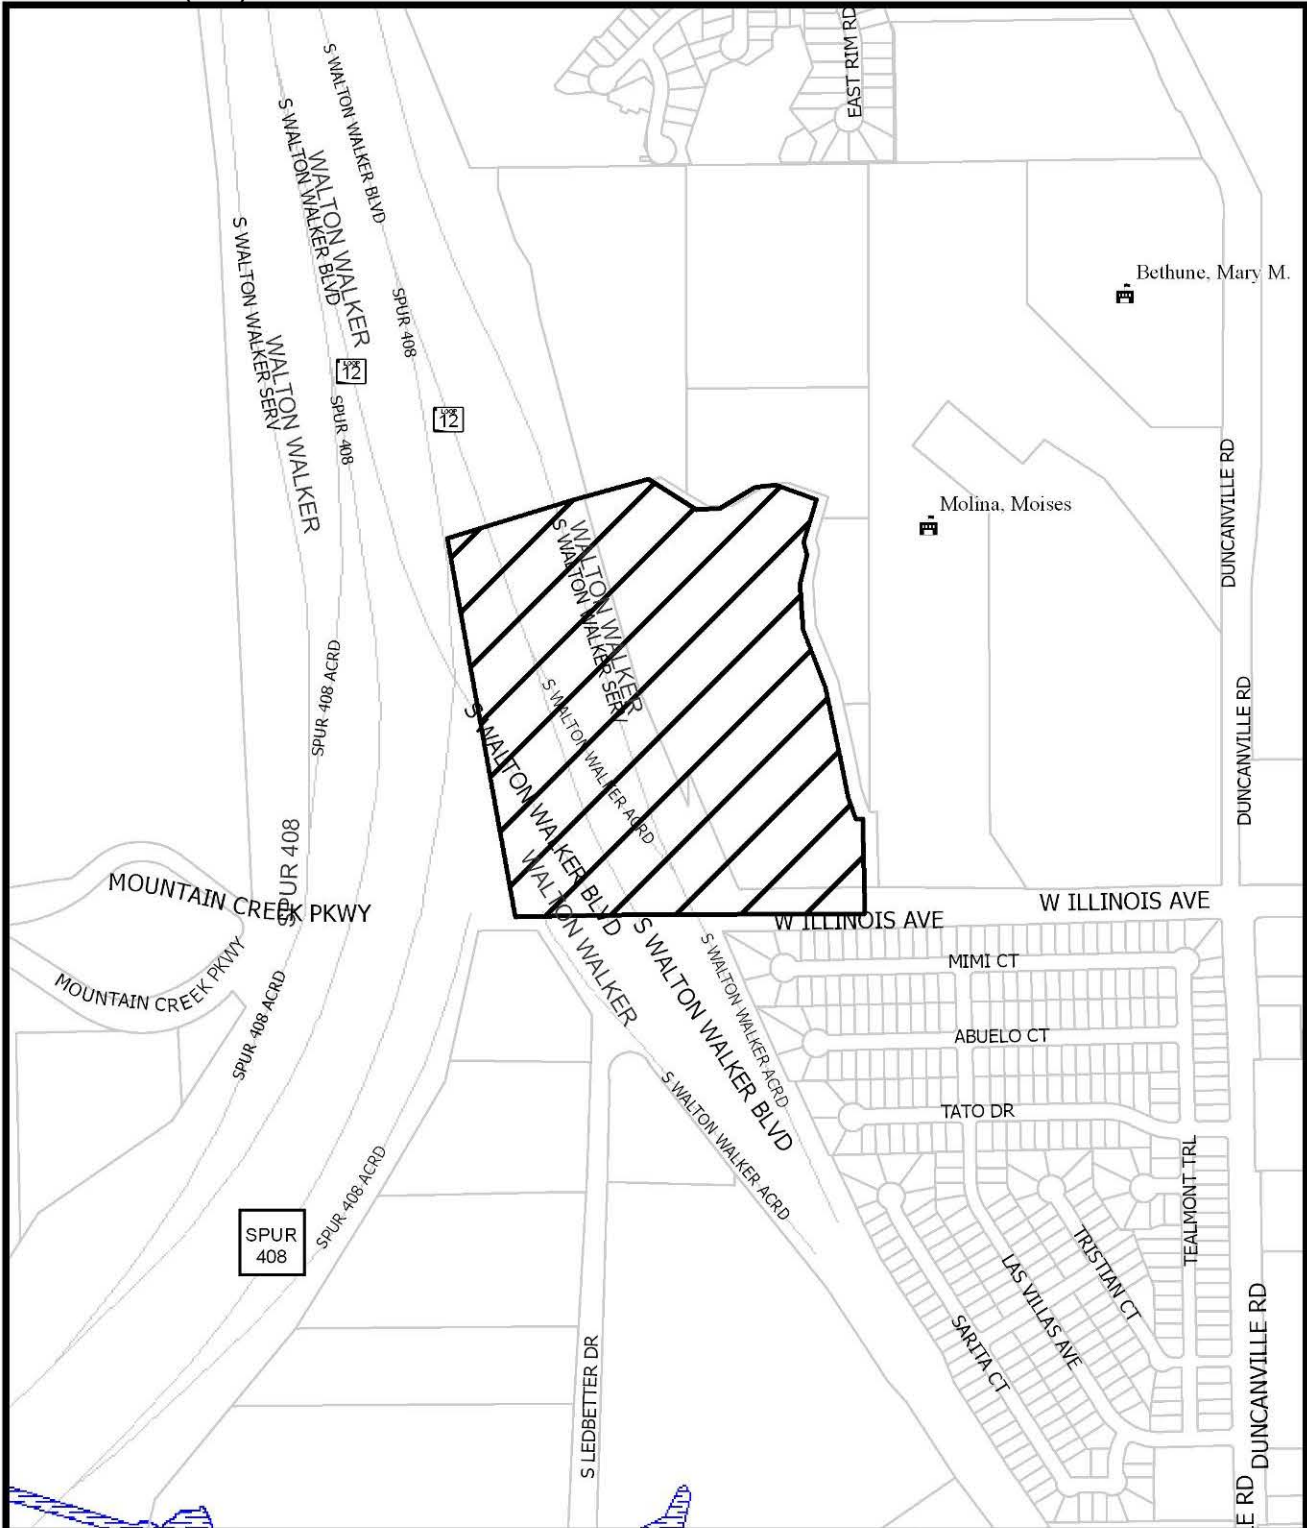 EAST RIM RD
S WALTON WALKER BLVD
S WALTON WALKER BLVD
WALTON WALKER
S WALTON WALKER SERV
WALTON WALKER
SPUR 408
SPUR 408
LOOP
12
LOOP
12
Bethune, Mary M.
Molina, Moises
DUNCANVILLE RD
DUNCANVILLE RD
WALTON WALKER
S WALTON WALKER SERV
S WALTON WALKER ACRD
SPUR 408 ACRD
S WALTON WALKER BLVD
WALTON WALKER
SPUR 408
MOUNTAIN CREEK PKWY
MOUNTAIN CREEK PKWY
W ILLINOIS AVE
W ILLINOIS AVE
S WALTON WALKER BLVD
S WALTON WALKER ACRD
SPUR 408 ACRD
MIMI CT
ABUELO CT
TATO DR
S WALTON WALKER ACRD
SPUR 408 ACRD
SPUR
408
TEALMONT TRL
TRISTIAN CT
LAS VILLAS AVE
SARITA CT
S LEDBETTER DR
DUNCANVILLE RD
E RD